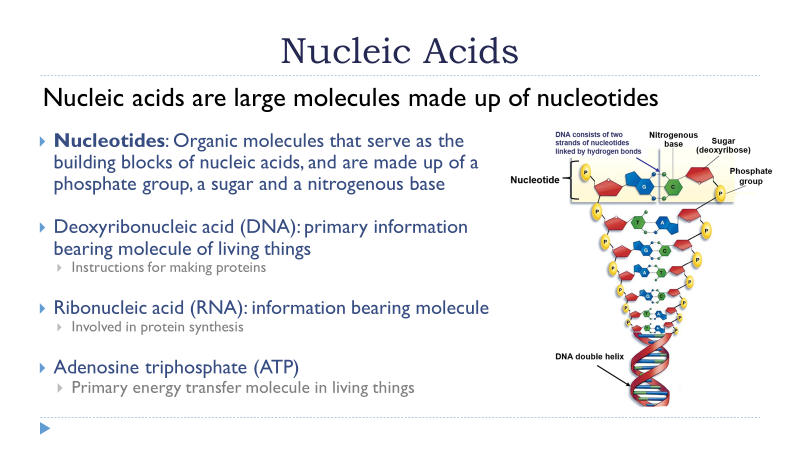 Nucleic Acids
Nucleic acids are large molecules made up of nucleotides
Nucleotides: Organic molecules that serve as the
building blocks of nucleic acids, and are made up of a
phosphate group, a sugar and a nitrogenous base
Deoxyribonucleic acid (DNA): primary information
bearing molecule of living things
Instructions for making proteins
Ribonucleic acid (RNA): information bearing molecule
Involved in protein synthesis
Adenosine triphosphate (ATP)
Primary energy transfer molecule in living things
DNA consists of two
strands of nucleotides
linked by hydrogen bonds
Nitrogenous
base
Sugar
(deoxyribose)
Phosphate
group
Nucleotide
P
G
C
P
P
T
A
P
P
G
C
P
P
A
T
P
P
G
C
P
P
T
A
P
DNA double helix